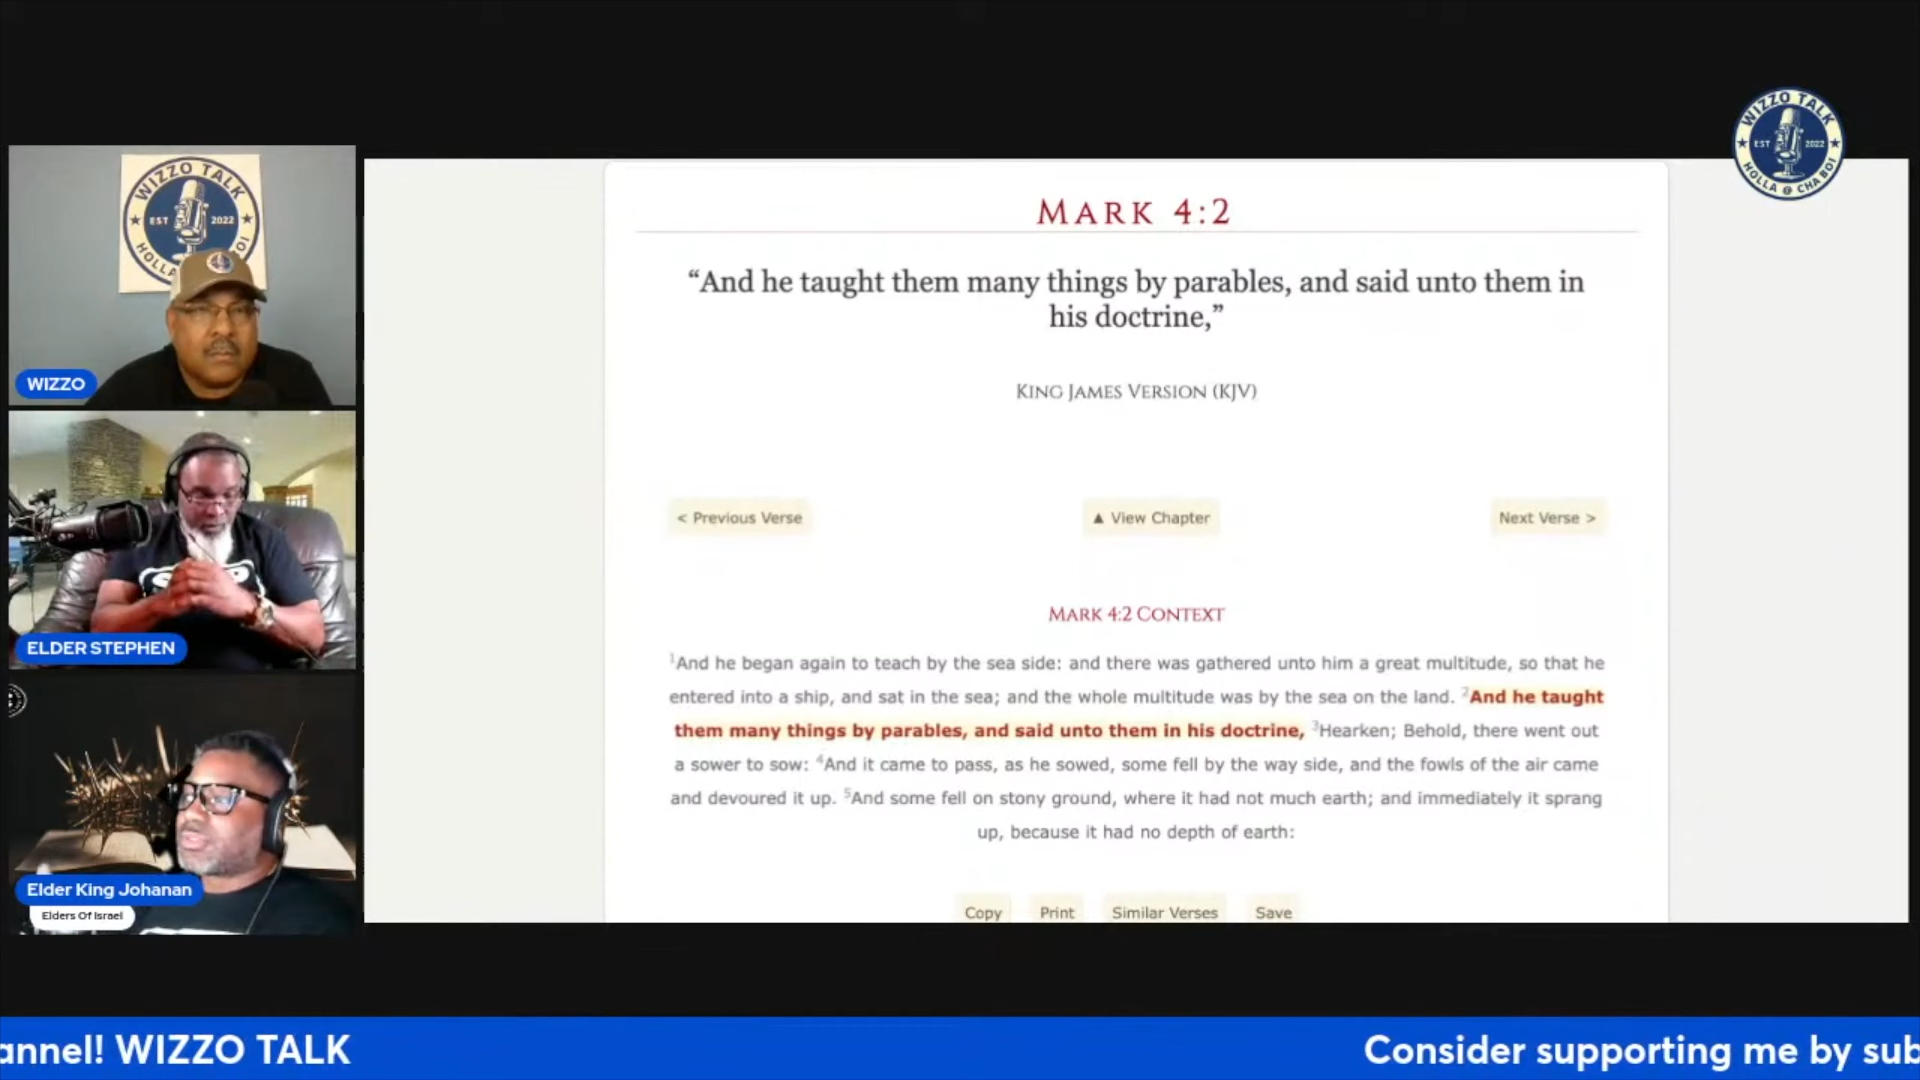 WIZZO TALK
EST 2022
HOLLA @ CHA BOI
WIZZO TALK
EST 2022
HOLLA
OI
WIZZO
ELDER STEPHEN
Elder King Johanan
Elders Of Israel
MARK 4:2
“And he taught them many things by parables, and said unto them in
his doctrine,”
KING JAMES VERSION (KJV)
< Previous Verse
▲ View Chapter
Next Verse >
MARK 4:2 CONTEXT
1And he began again to teach by the sea side: and there was gathered unto him a great multitude, so that he
entered into a ship, and sat in the sea; and the whole multitude was by the sea on the land. 2And he taught
them many things by parables, and said unto them in his doctrine, 3Hearken; Behold, there went out
a sower to sow: 4And it came to pass, as he sowed, some fell by the way side, and the fowls of the air came
and devoured it up. 5And some fell on stony ground, where it had not much earth; and immediately it sprang
up, because it had no depth of earth:
Copy
Print
Similar Verses
Save
annel! WIZZO TALK
Consider supporting me by sub